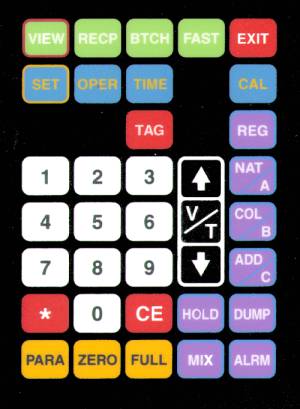 VIEW RECP BTCH FAST EXIT
SET OPER TIME CAL
TAG REG
1 2 3 NAT A
4 5 6 V/T COL B
7 8 9 ADD C
* 0 CE HOLD DUMP
PARA ZERO FULL MIX ALRM